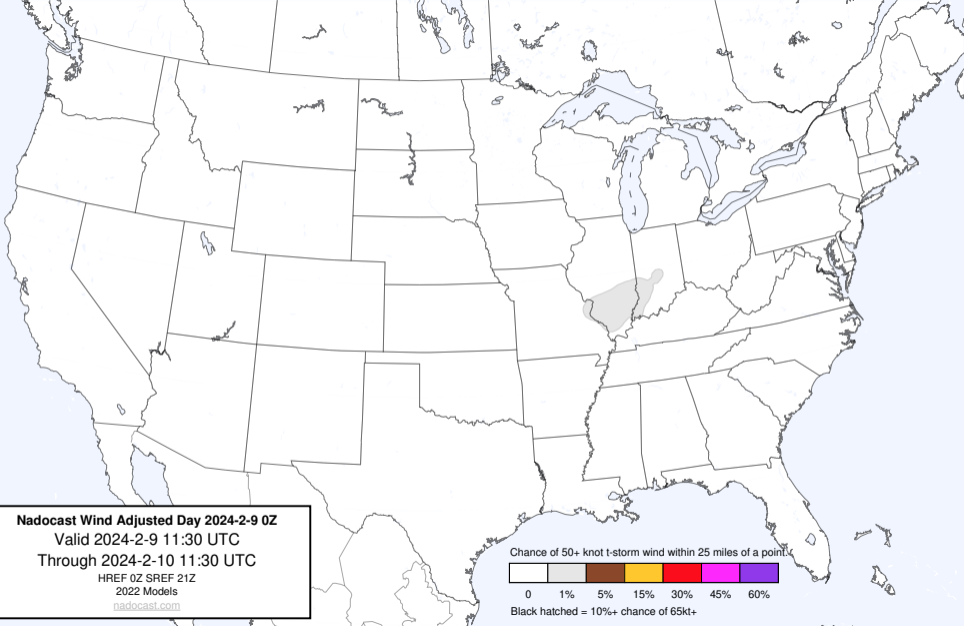 Nadocast Wind Adjusted Day 2024-2-9 0Z
Valid 2024-2-9 11:30 UTC
Through 2024-2-10 11:30 UTC
HREF 0Z SREF 21Z
2022 Models
nadocast.com
Chance of 50+ knot t-storm wind within 25 miles of a point.
0 1% 5% 15% 30% 45% 60%
Black hatched = 10%+ chance of 65kt+